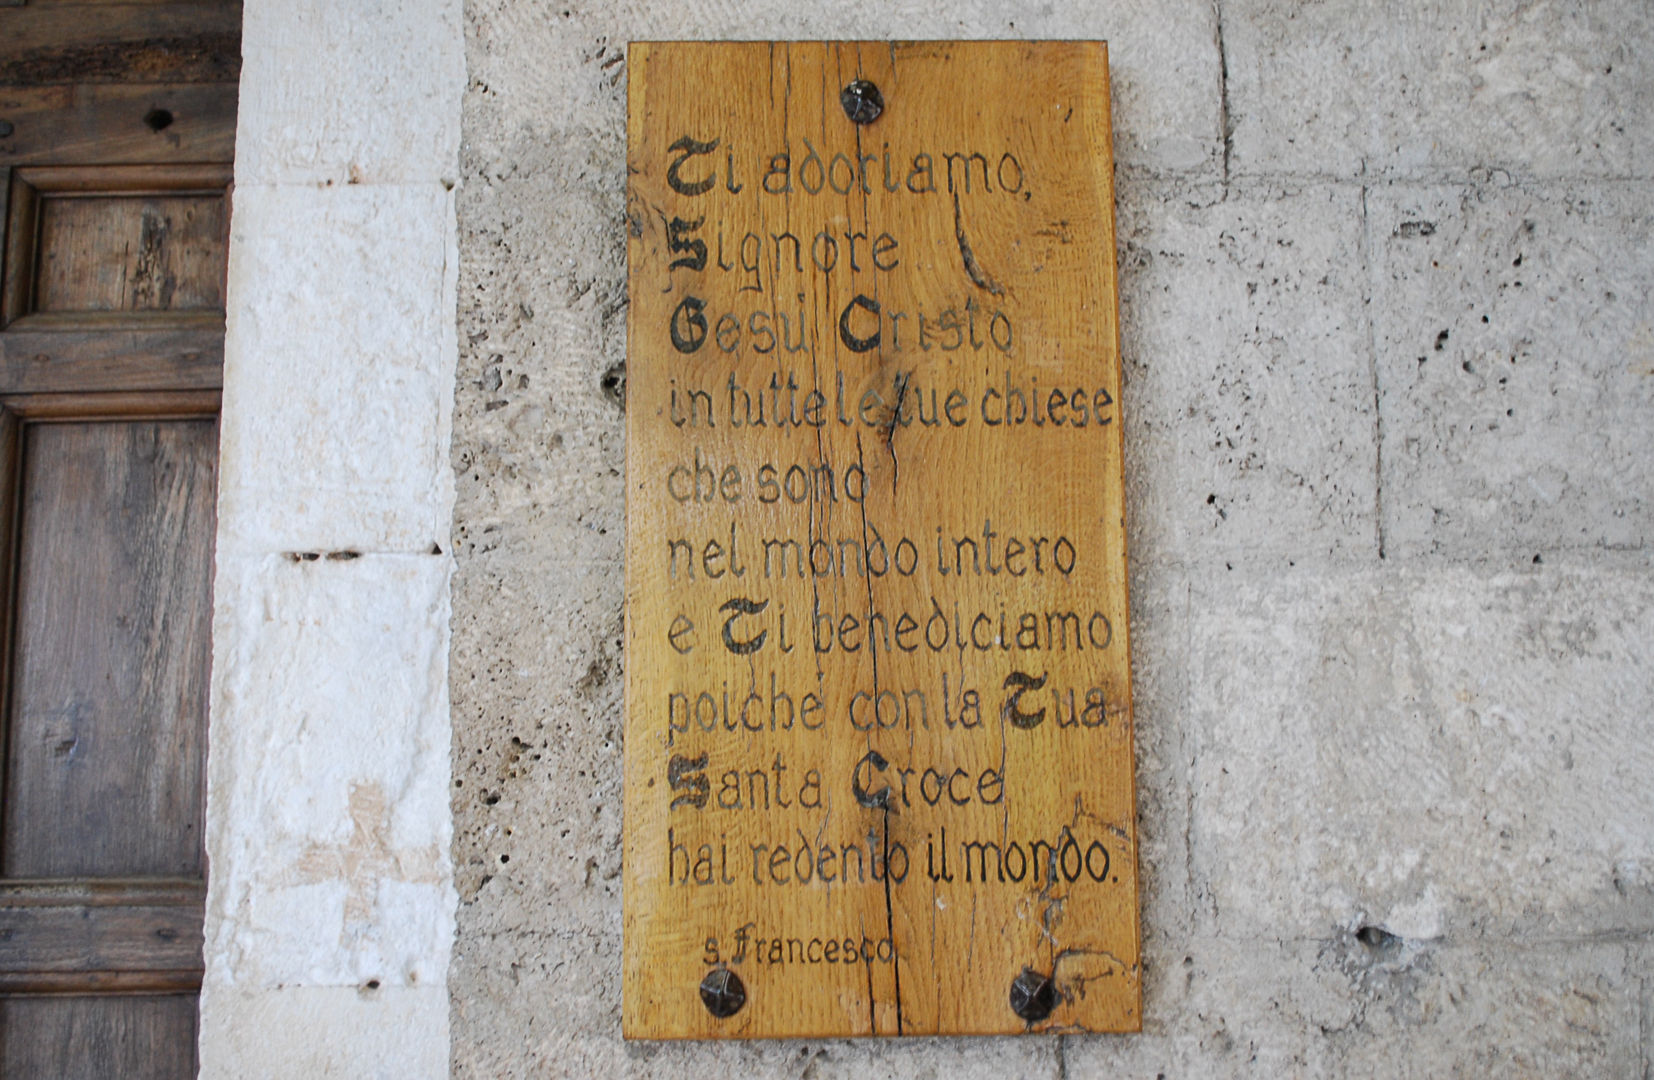 Ti adoriamo,
Signore
Gesù Cristo
in tutte le tue chiese
che sono
nel mondo intero
e Ti benediciamo
poiché con la Tua
Santa Croce
hai redento il mondo.
s. Francesco